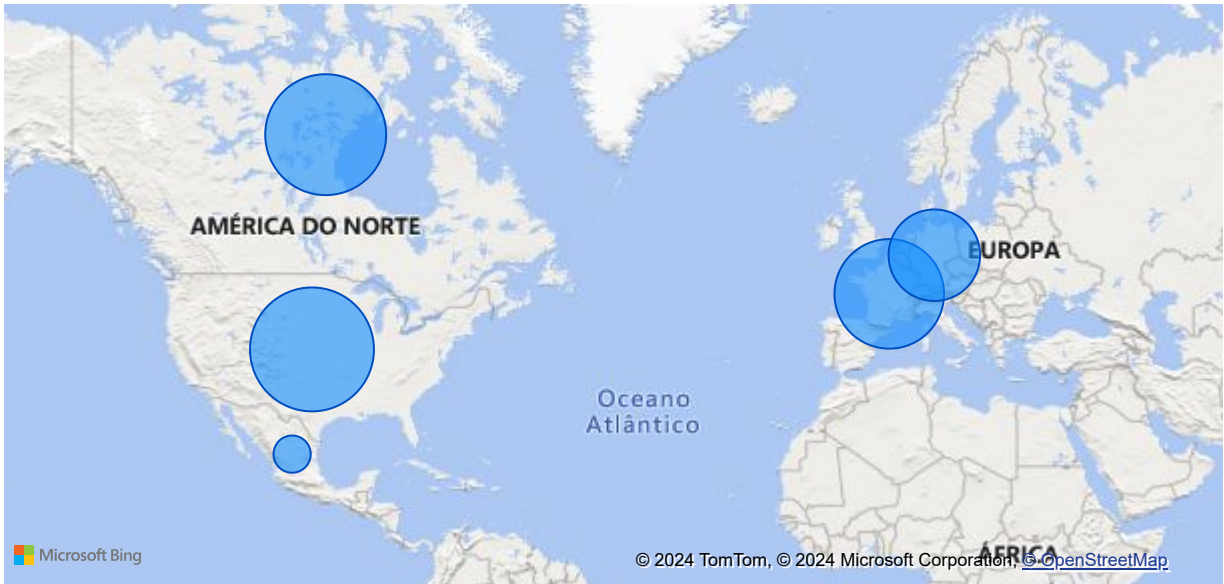 AMÉRICA DO NORTE
EUROPA
Oceano
Atlântico
ÁFRICA
Microsoft Bing
© 2024 TomTom, © 2024 Microsoft Corporation, © OpenStreetMap